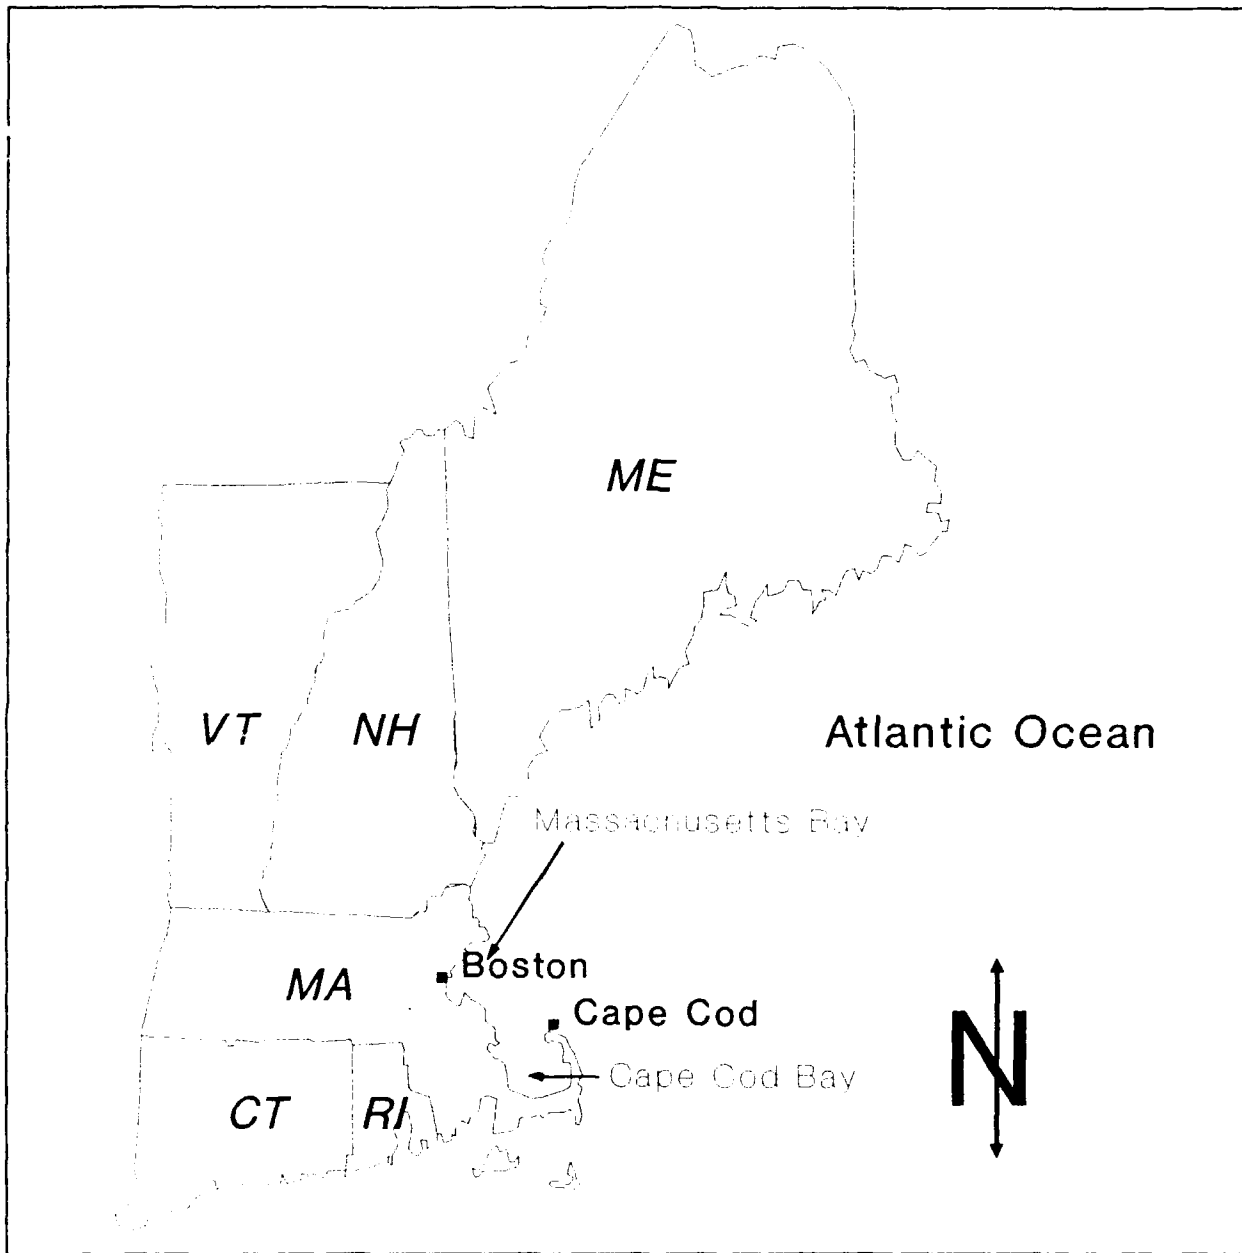 ME
VT
NH
Atlantic Ocean
Massachusetts Bay
Boston
MA
Cape Cod
Cape Cod Bay
CT
RI
N